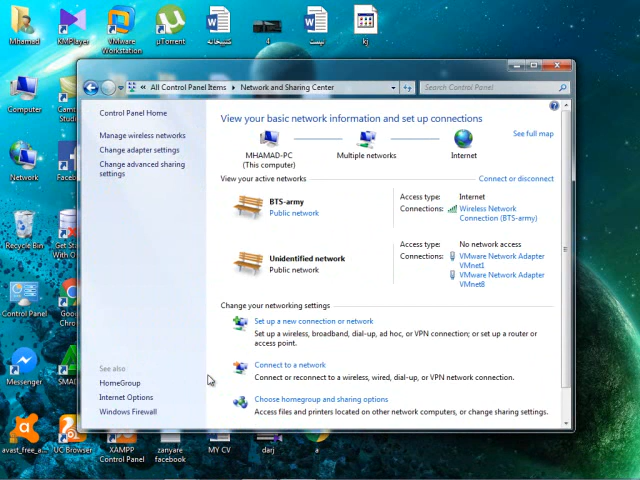 Mhamad
KMPlayer
VMware
Workstation
µTorrent
كتێبخانه
4
kj
All Control Panel Items
Network and Sharing Center
Search Control Panel
Computer
Network
Faceb
Recycle Bin
Get Sta
With O
Control Panel
Goog
Chro
Messenger
SMAD
avast_free_a...
UC Browser
XAMPP
Control Panel
zanyare
facebook
MY CV
darj
a
Control Panel Home
Manage wireless networks
Change adapter settings
Change advanced sharing
settings
See also
HomeGroup
Internet Options
Windows Firewall
View your basic network information and set up connections
See full map
MHAMAD-PC
(This computer)
Multiple networks
Internet
View your active networks
Connect or disconnect
BTS-army
Public network
Access type:
Internet
Connections:
Wireless Network
Connection (BTS-army)
Unidentified network
Public network
Access type:
No network access
Connections:
VMware Network Adapter
VMnet1
VMware Network Adapter
VMnet8
Change your networking settings
Set up a new connection or network
Set up a wireless, broadband, dial-up, ad hoc, or VPN connection; or set up a router or
access point.
Connect to a network
Connect or reconnect to a wireless, wired, dial-up, or VPN network connection.
Choose homegroup and sharing options
Access files and printers located on other network computers, or change sharing settings.